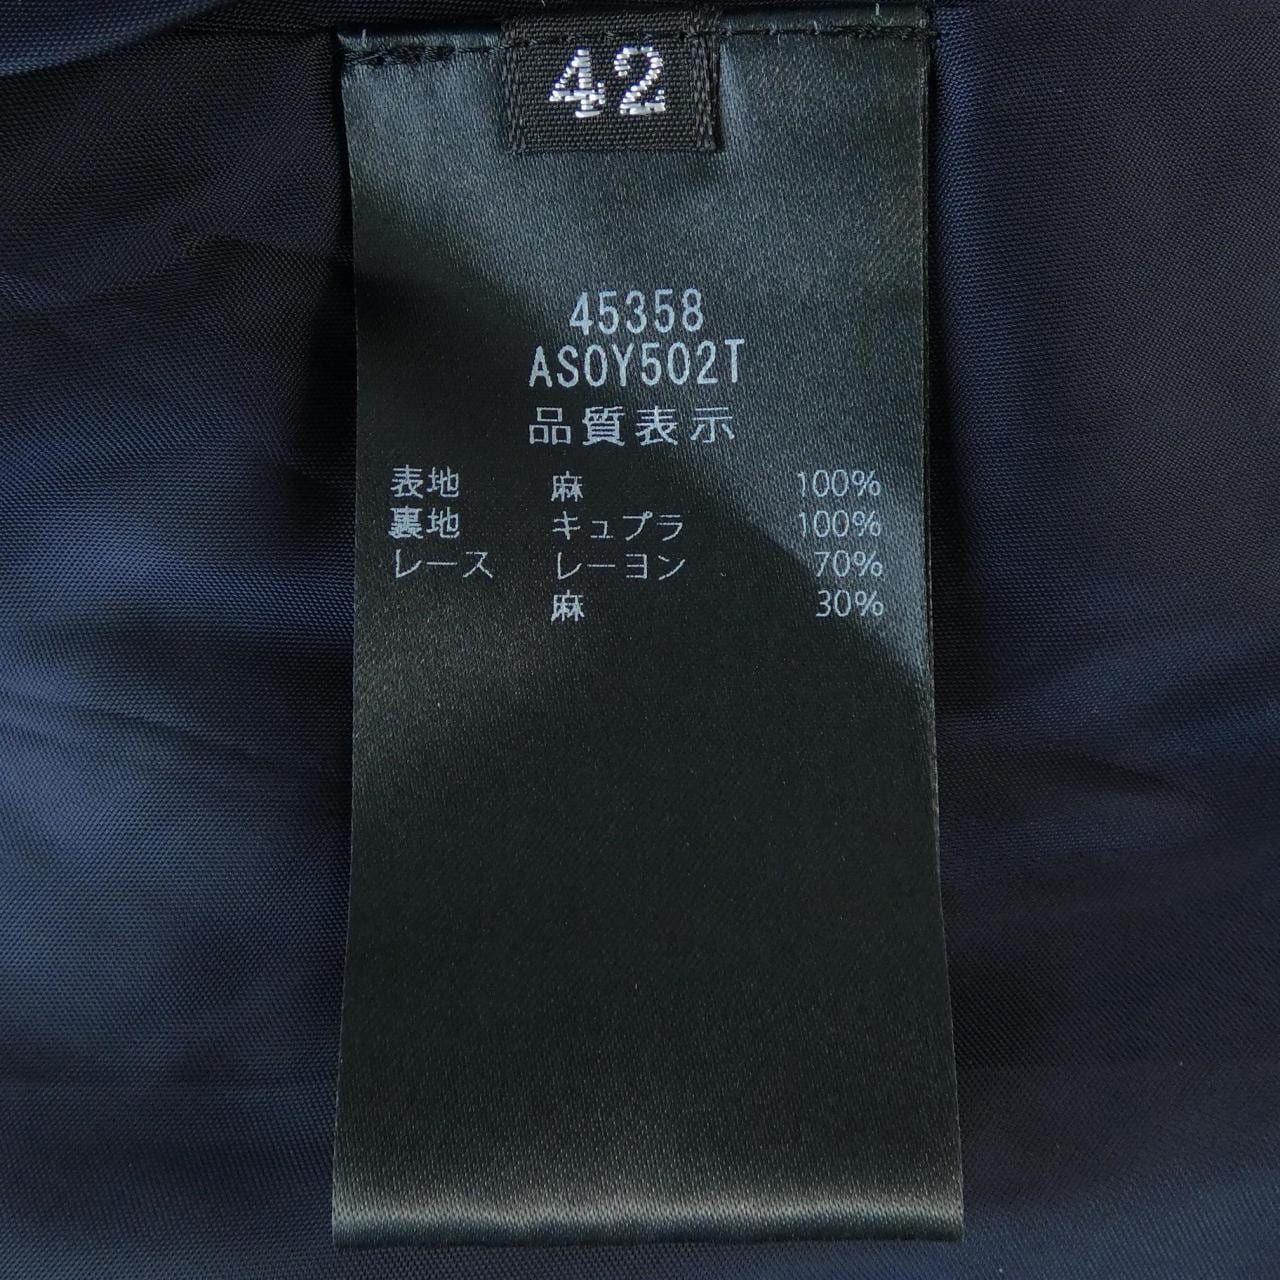 42
45358
AS0Y502T
品質表示
表地 麻 100%
裏地 キュプラ 100%
レース レーヨン 70%
麻 30%